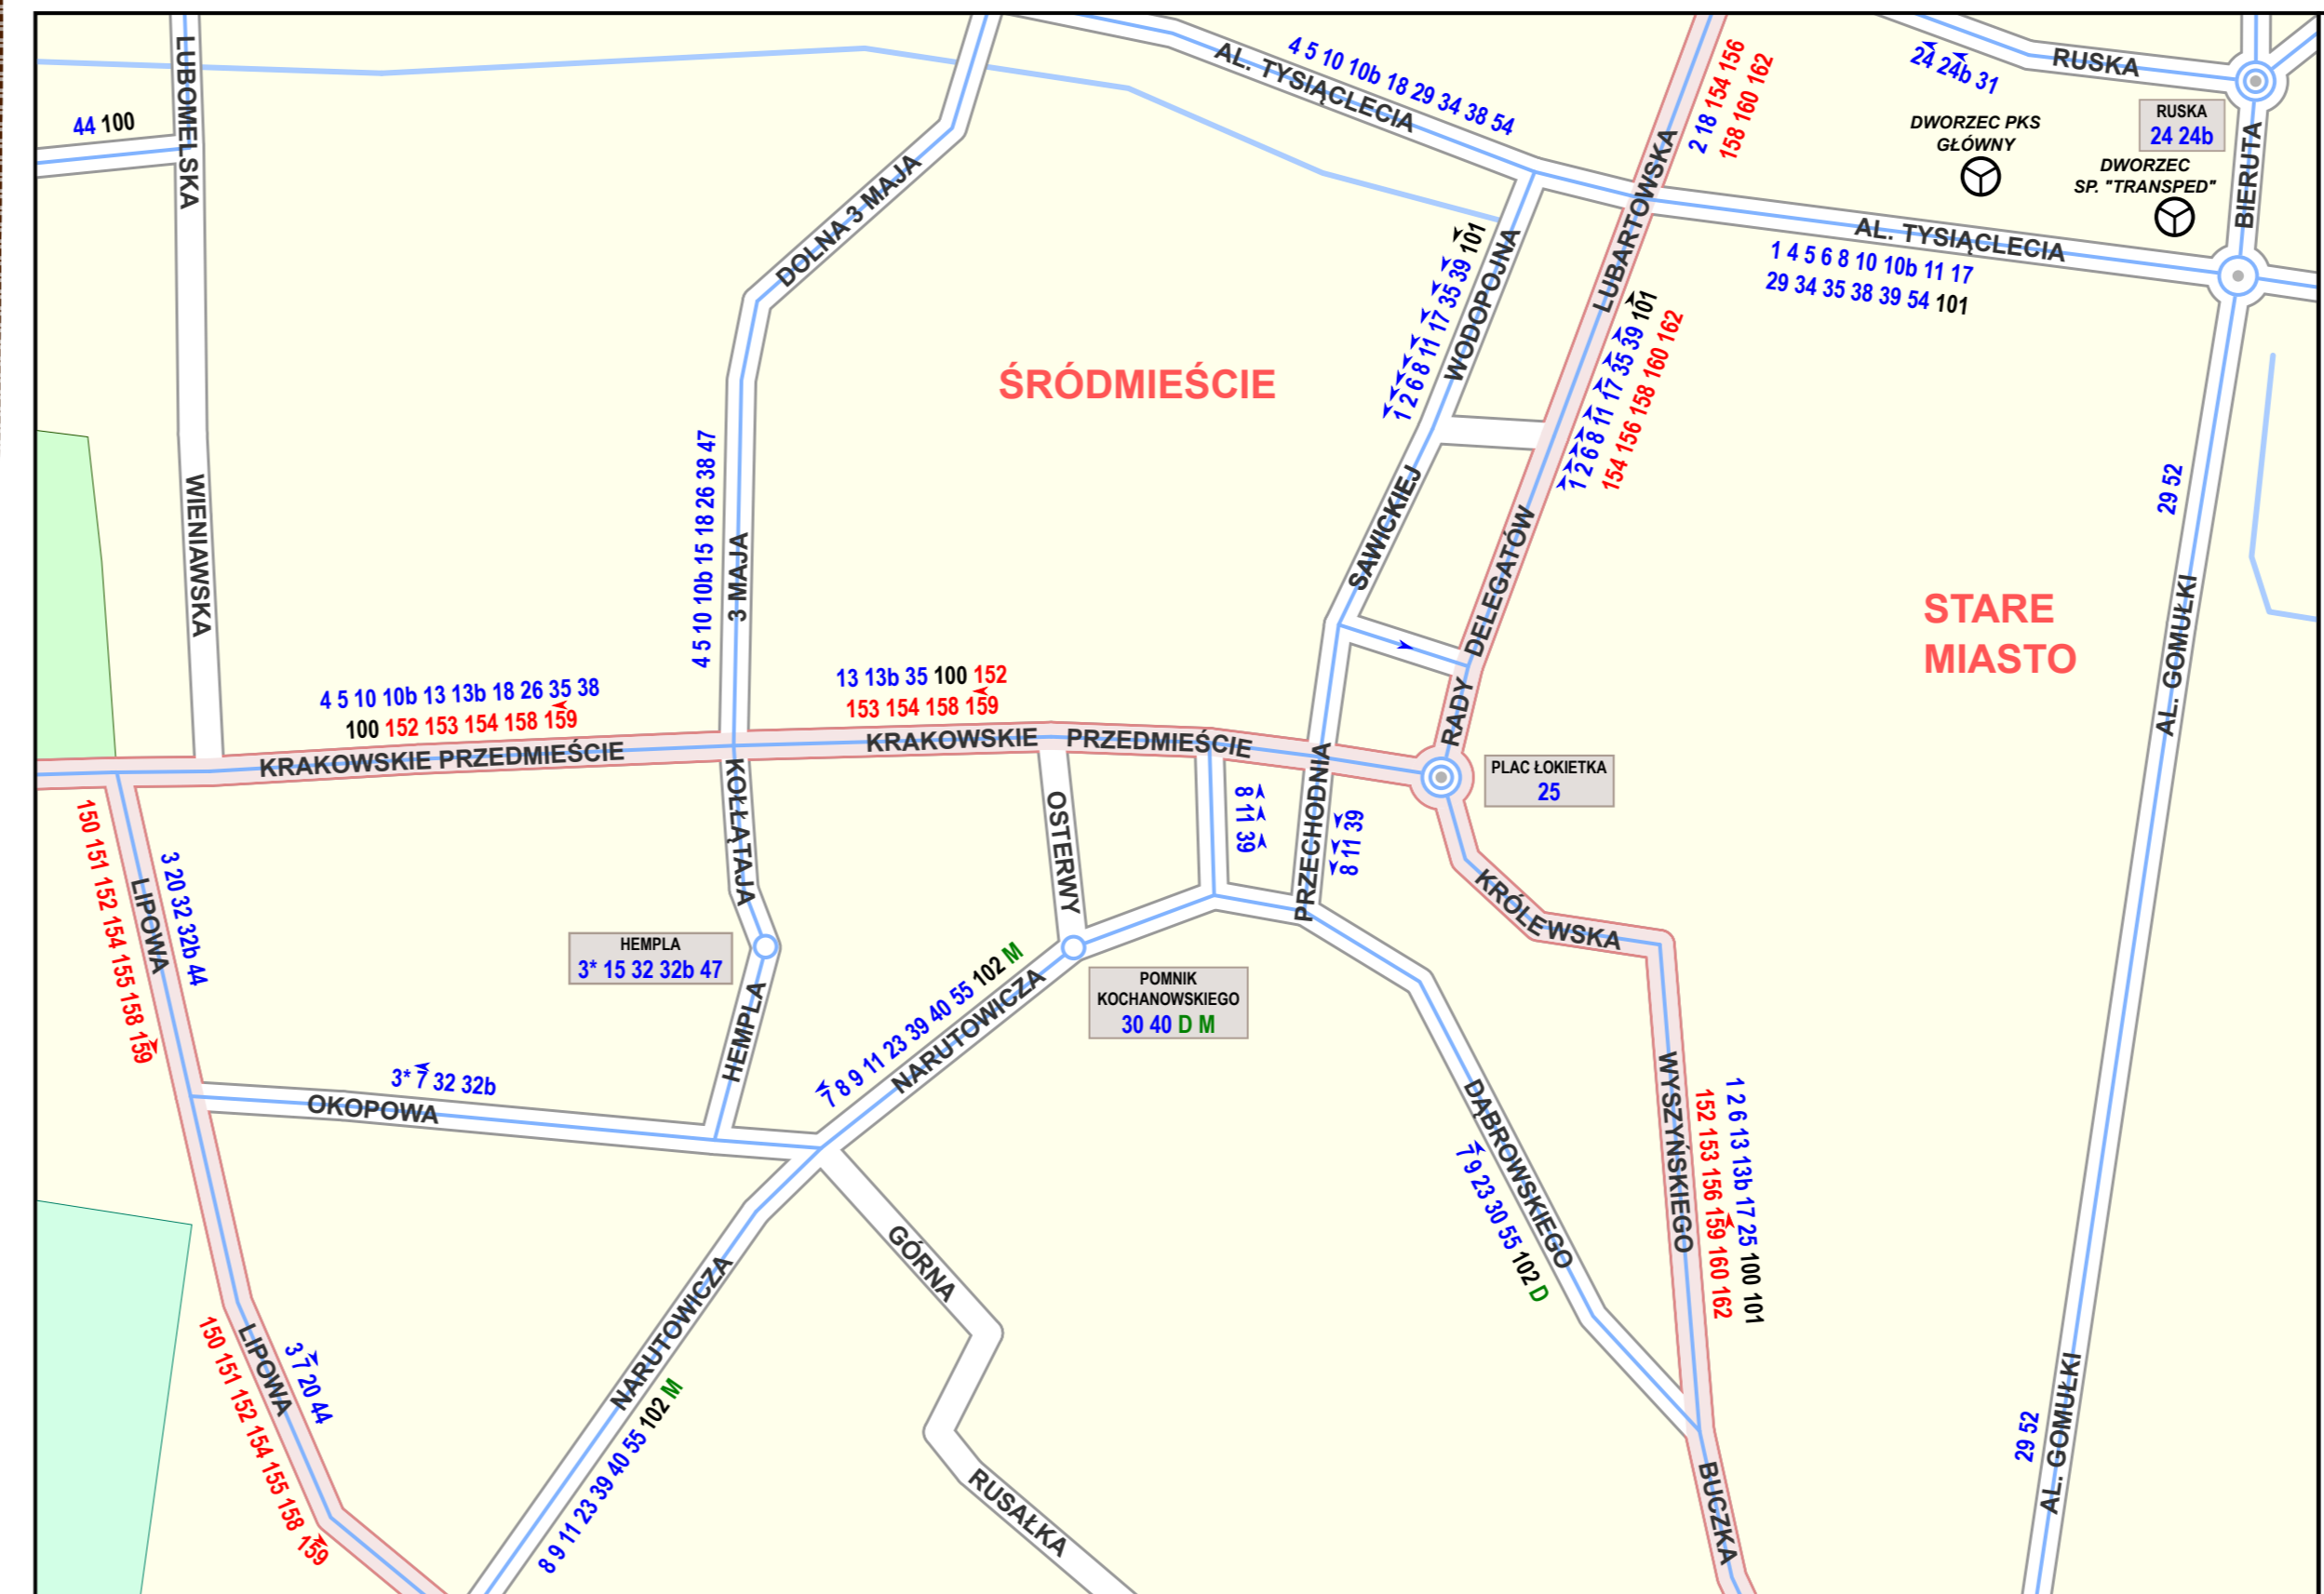 LUBOMELSKA
44 100
WIENIAWSKA
DOLNA 3 MAJA
4 5 10 10b 15 18 26 38 47
3 MAJA
AL. TYSIĄCLECIA
4 5 10 10b 18 29 34 38 54
2 18 154 156
158 160 162
LUBARTOWSKA
24 24b 31
RUSKA
RUSKA
24 24b
DWORZEC PKS
GŁÓWNY
DWORZEC
SP. "TRANSPED"
BIERUTA
AL. TYSIĄCLECIA
1 4 5 6 8 10 10b 11 17
29 34 35 38 39 54 101
1 2 6 8 11 17 35 39 101
WODOPOJNA
1 2 6 8 11 17 35 39 101
154 156 158 160 162
ŚRÓDMIEŚCIE
SAWICKIEJ
RADY DELEGATÓW
29 52
AL. GOMUŁKI
STARE
MIASTO
4 5 10 10b 13 13b 18 26 35 38
100 152 153 154 158 159
KRAKOWSKIE PRZEDMIEŚCIE
13 13b 35 100 152
153 154 158 159
KRAKOWSKIE PRZEDMIEŚCIE
PLAC ŁOKIETKA
25
KOŁŁĄTAJA
OSTERWY
8 11 39
PRZECHODNIA
8 11 39
KRÓLEWSKA
3 20 32 32b 44
LIPOWA
150 151 152 154 155 158 159
HEMPLA
3* 15 32 32b 47
HEMPLA
POMNIK
KOCHANOWSKIEGO
30 40 D M
7 8 9 11 23 39 40 55 102 M
NARUTOWICZA
3* 7 32 32b
OKOPOWA
DĄBROWSKIEGO
7 9 23 30 55 102 D
WYSZYŃSKIEGO
1 2 6 13 13b 17 25 100 101
152 153 156 159 160 162
GÓRNA
NARUTOWICZA
8 9 11 23 39 40 55 102 M
3 7 20 44
LIPOWA
150 151 152 154 155 158 159
RUSAŁKA
BUCZKA
29 52
AL. GOMUŁKI